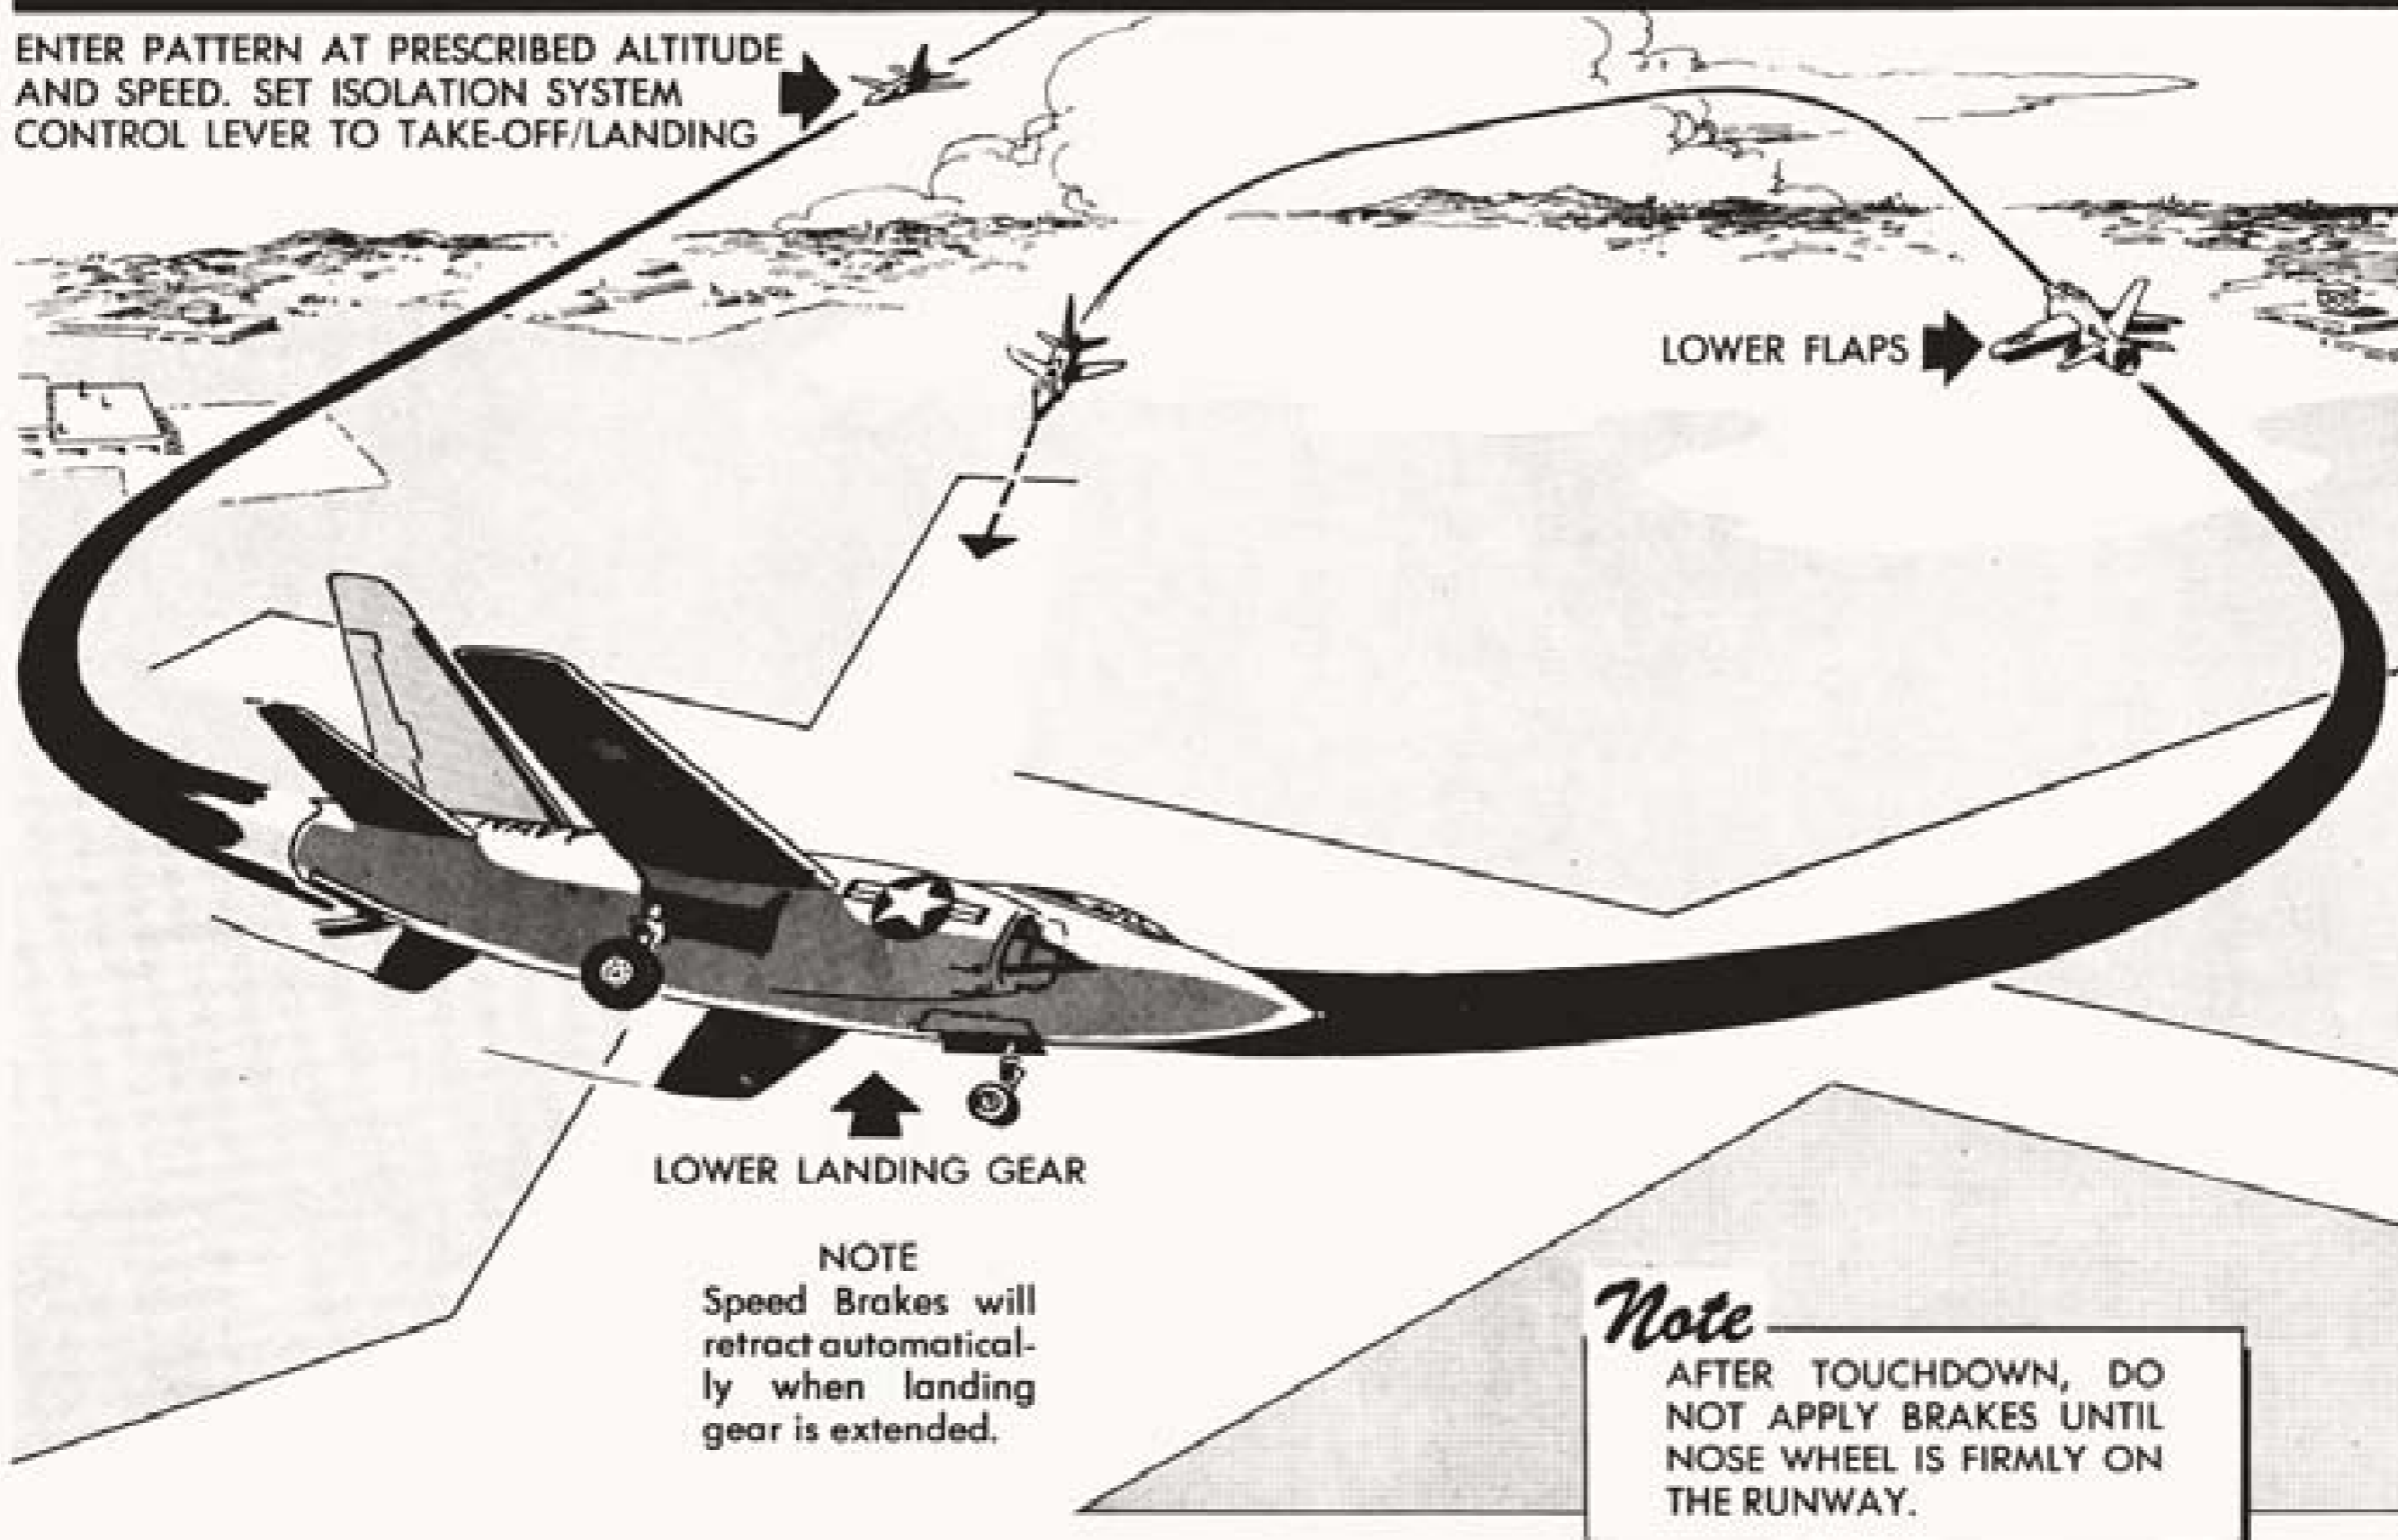 ENTER PATTERN AT PRESCRIBED ALTITUDE
AND SPEED. SET ISOLATION SYSTEM
CONTROL LEVER TO TAKE-OFF/LANDING
LOWER FLAPS
LOWER LANDING GEAR
NOTE
Speed Brakes will
retract automatical-
ly when landing
gear is extended.
Note
AFTER TOUCHDOWN, DO
NOT APPLY BRAKES UNTIL
NOSE WHEEL IS FIRMLY ON
THE RUNWAY.